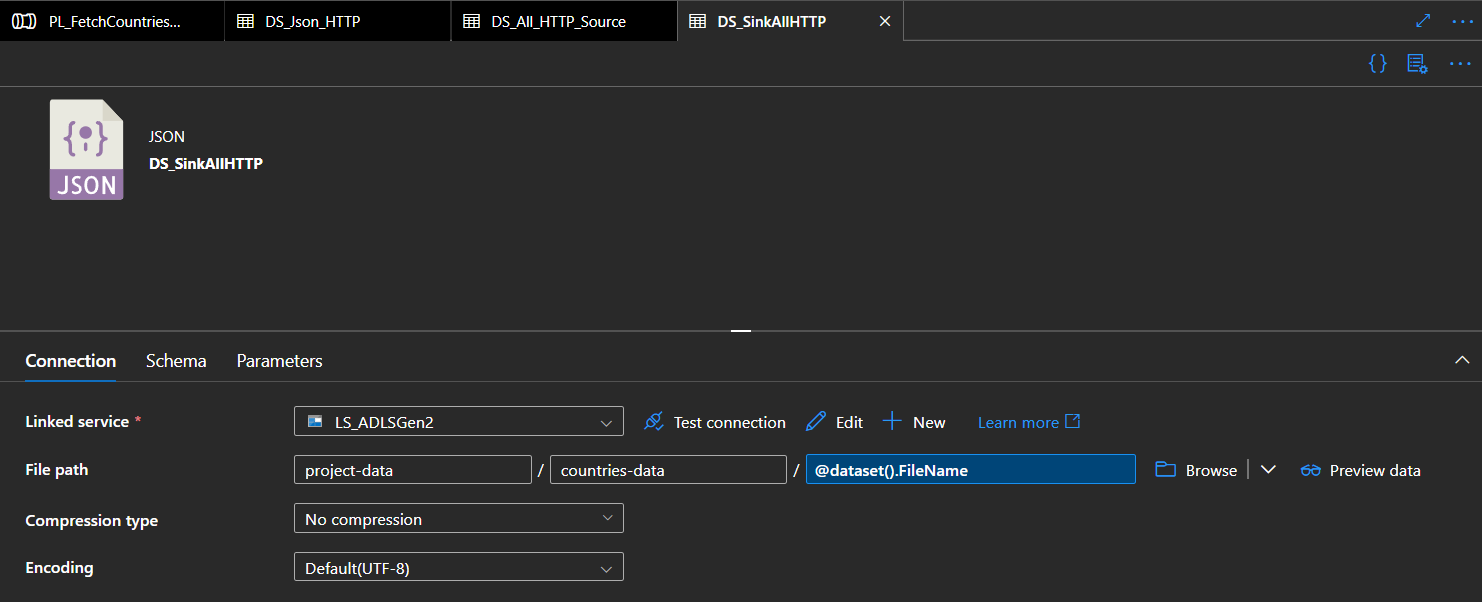 PL_FetchCountries... DS_Json_HTTP DS_All_HTTP_Source DS_SinkAllHTTP
JSON
DS_SinkAllHTTP
JSON
Connection Schema Parameters
Linked service * LS_ADLSGen2 Test connection Edit New Learn more
File path project-data / countries-data / @dataset().FileName Browse Preview data
Compression type No compression
Encoding Default(UTF-8)